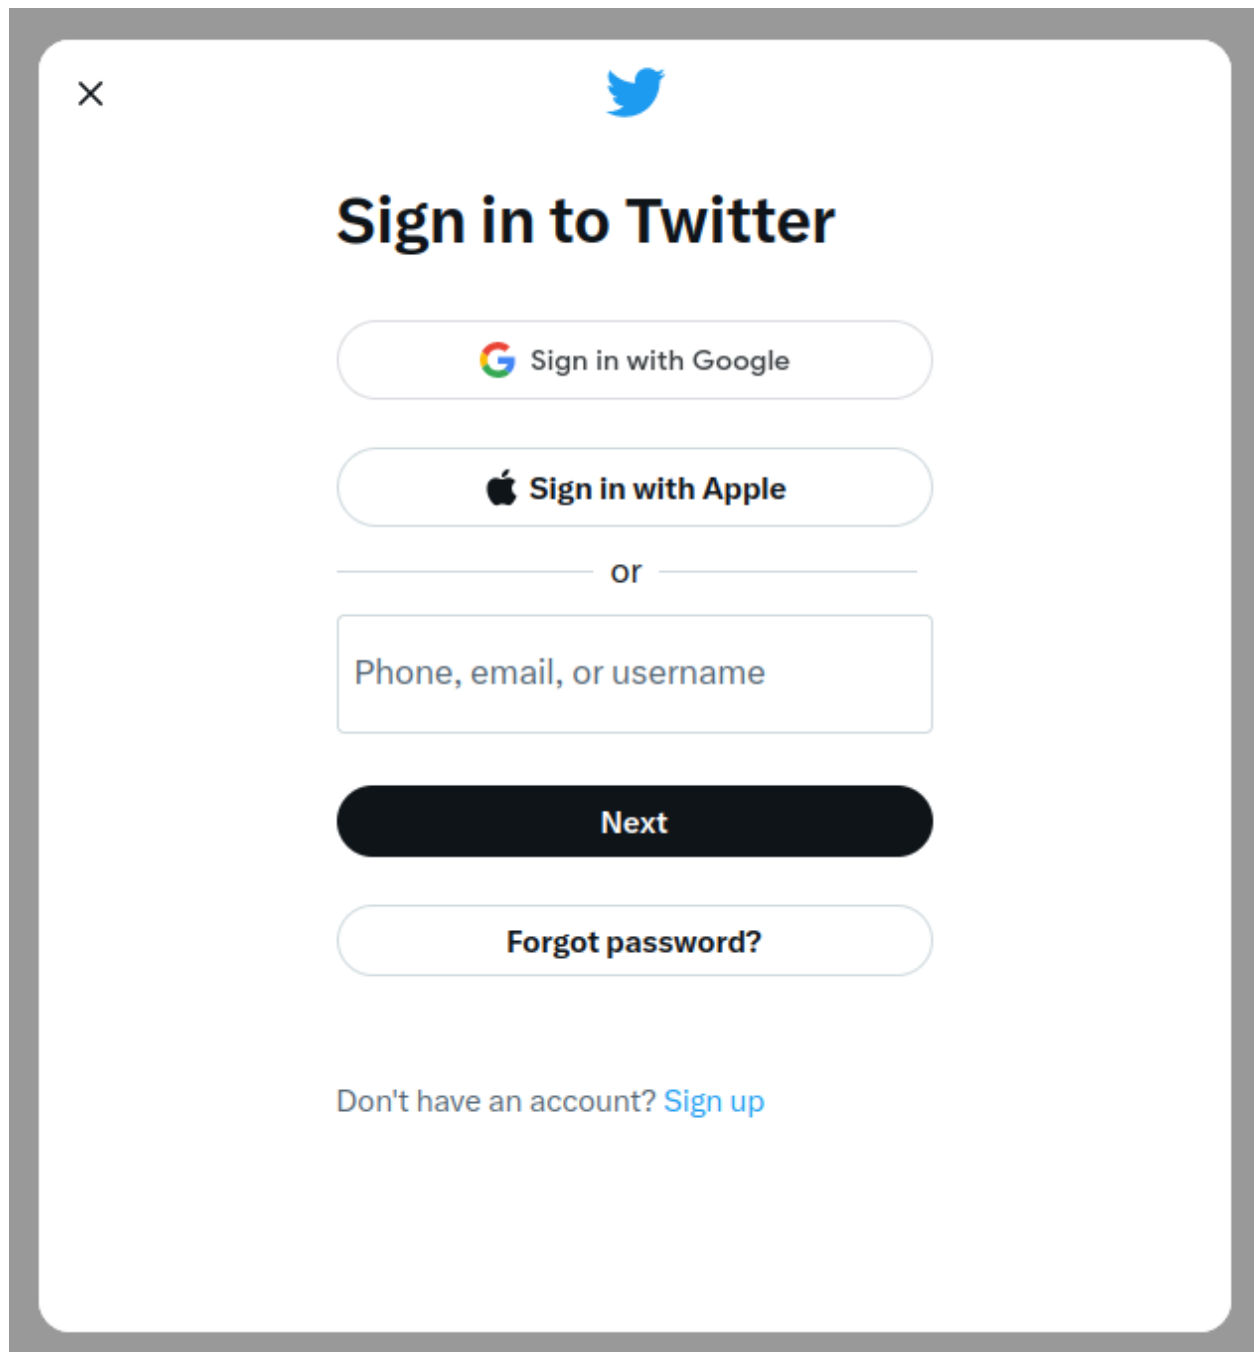 Sign in to Twitter
Sign in with Google
Sign in with Apple
or
Phone, email, or username
Next
Forgot password?
Don't have an account? Sign up